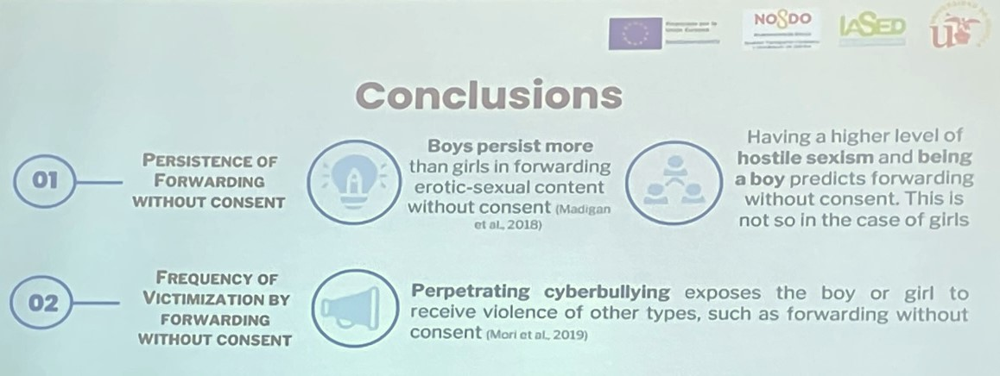 NO8DO
IASED
us
Conclusions
01
PERSISTENCE OF
FORWARDING
WITHOUT CONSENT
Boys persist more
than girls in forwarding
erotic-sexual content
without consent (Madigan
et al., 2018)
Having a higher level of
hostile sexism and being
a boy predicts forwarding
without consent. This is
not so in the case of girls
02
FREQUENCY OF
VICTIMIZATION BY
FORWARDING
WITHOUT CONSENT
Perpetrating cyberbullying exposes the boy or girl to
receive violence of other types, such as forwarding without
consent (Mori et al., 2019)